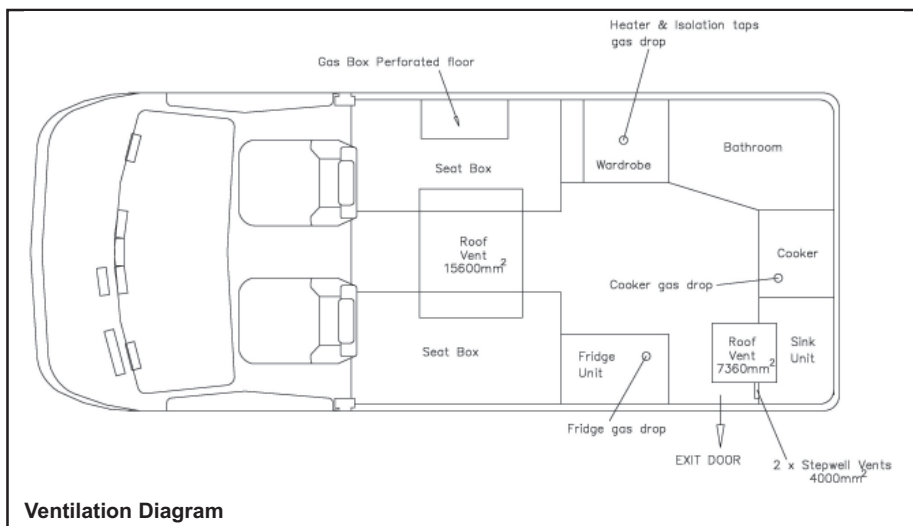 Heater & Isolation taps
gas drop
Gas Box Perforated floor
Bathroom
Wardrobe
Seat Box
Roof
Vent
15600mm²
Cooker
Cooker gas drop
Seat Box
Fridge
Unit
Roof
Vent
7360mm²
Sink
Unit
Fridge gas drop
EXIT DOOR
2 x Stepwell Vents
4000mm²
Ventilation Diagram